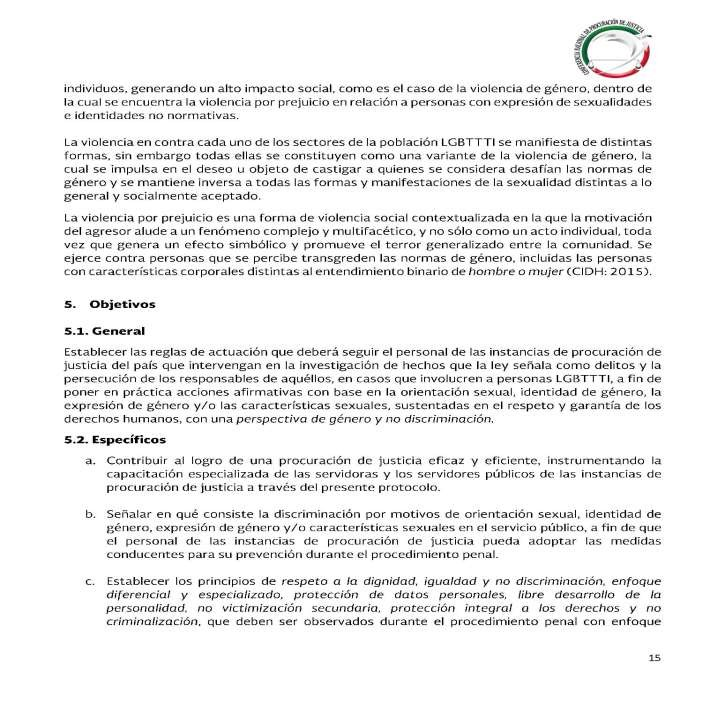 CONFERENCIA NACIONAL DE PROCURACIÓN DE JUSTICIA
individuos, generando un alto impacto social, como es el caso de la violencia de género, dentro de
la cual se encuentra la violencia por prejuicio en relación a personas con expresión de sexualidades
e identidades no normativas.
La violencia en contra cada uno de los sectores de la población LGBTTTI se manifiesta de distintas
formas, sin embargo todas ellas se constituyen como una variante de la violencia de género, la
cual se impulsa en el deseo u objeto de castigar a quienes se considera desafían las normas de
género y se mantiene inversa a todas las formas y manifestaciones de la sexualidad distintas a lo
general y socialmente aceptado.
La violencia por prejuicio es una forma de violencia social contextualizada en la que la motivación
del agresor alude a un fenómeno complejo y multifacético, y no sólo como un acto individual, toda
vez que genera un efecto simbólico y promueve el terror generalizado entre la comunidad. Se
ejerce contra personas que se percibe transgreden las normas de género, incluidas las personas
con características corporales distintas al entendimiento binario de hombre o mujer (CIDH: 2015).
5. Objetivos
5.1. General
Establecer las reglas de actuación que deberá seguir el personal de las instancias de procuración de
justicia del país que intervengan en la investigación de hechos que la ley señala como delitos y la
persecución de los responsables de aquéllos, en casos que involucren a personas LGBTTTI, a fin de
poner en práctica acciones afirmativas con base en la orientación sexual, identidad de género, la
expresión de género y/o las características sexuales, sustentadas en el respeto y garantía de los
derechos humanos, con una perspectiva de género y no discriminación.
5.2. Específicos
a. Contribuir al logro de una procuración de justicia eficaz y eficiente, instrumentando la
capacitación especializada de las servidoras y los servidores públicos de las instancias de
procuración de justicia a través del presente protocolo.
b. Señalar en qué consiste la discriminación por motivos de orientación sexual, identidad de
género, expresión de género y/o características sexuales en el servicio público, a fin de que
el personal de las instancias de procuración de justicia pueda adoptar las medidas
conducentes para su prevención durante el procedimiento penal.
c. Establecer los principios de respeto a la dignidad, igualdad y no discriminación, enfoque
diferencial y especializado, protección de datos personales, libre desarrollo de la
personalidad, no victimización secundaria, protección integral a los derechos y no
criminalización, que deben ser observados durante el procedimiento penal con enfoque
15